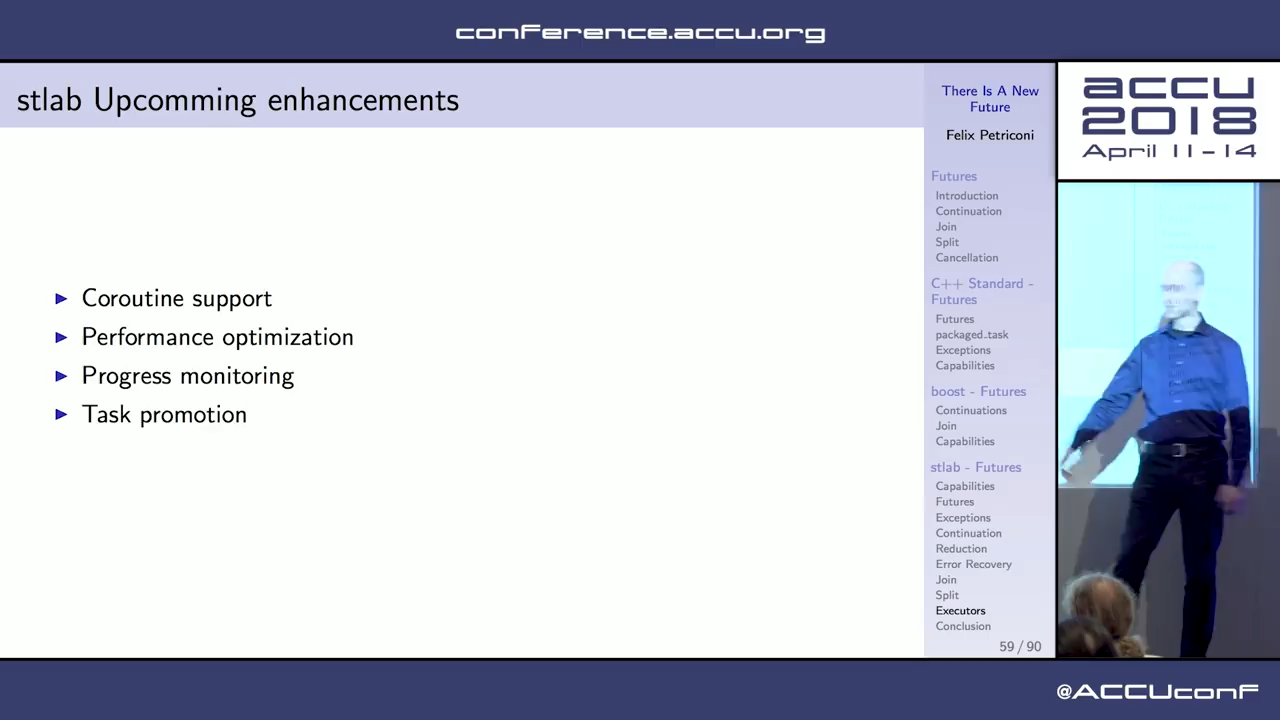 conference.accu.org
stlab Upcomming enhancements
Coroutine support
Performance optimization
Progress monitoring
Task promotion
There Is A New
Future
Felix Petriconi
Futures
Introduction
Continuation
Join
Split
Cancellation
C++ Standard -
Futures
Futures
packaged_task
Exceptions
Capabilities
boost - Futures
Continuations
Join
Capabilities
stlab - Futures
Capabilities
Futures
Exceptions
Continuation
Reduction
Error Recovery
Join
Split
Executors
Conclusion
59 / 90
accu
2018
April 11-14
@ACCUconf